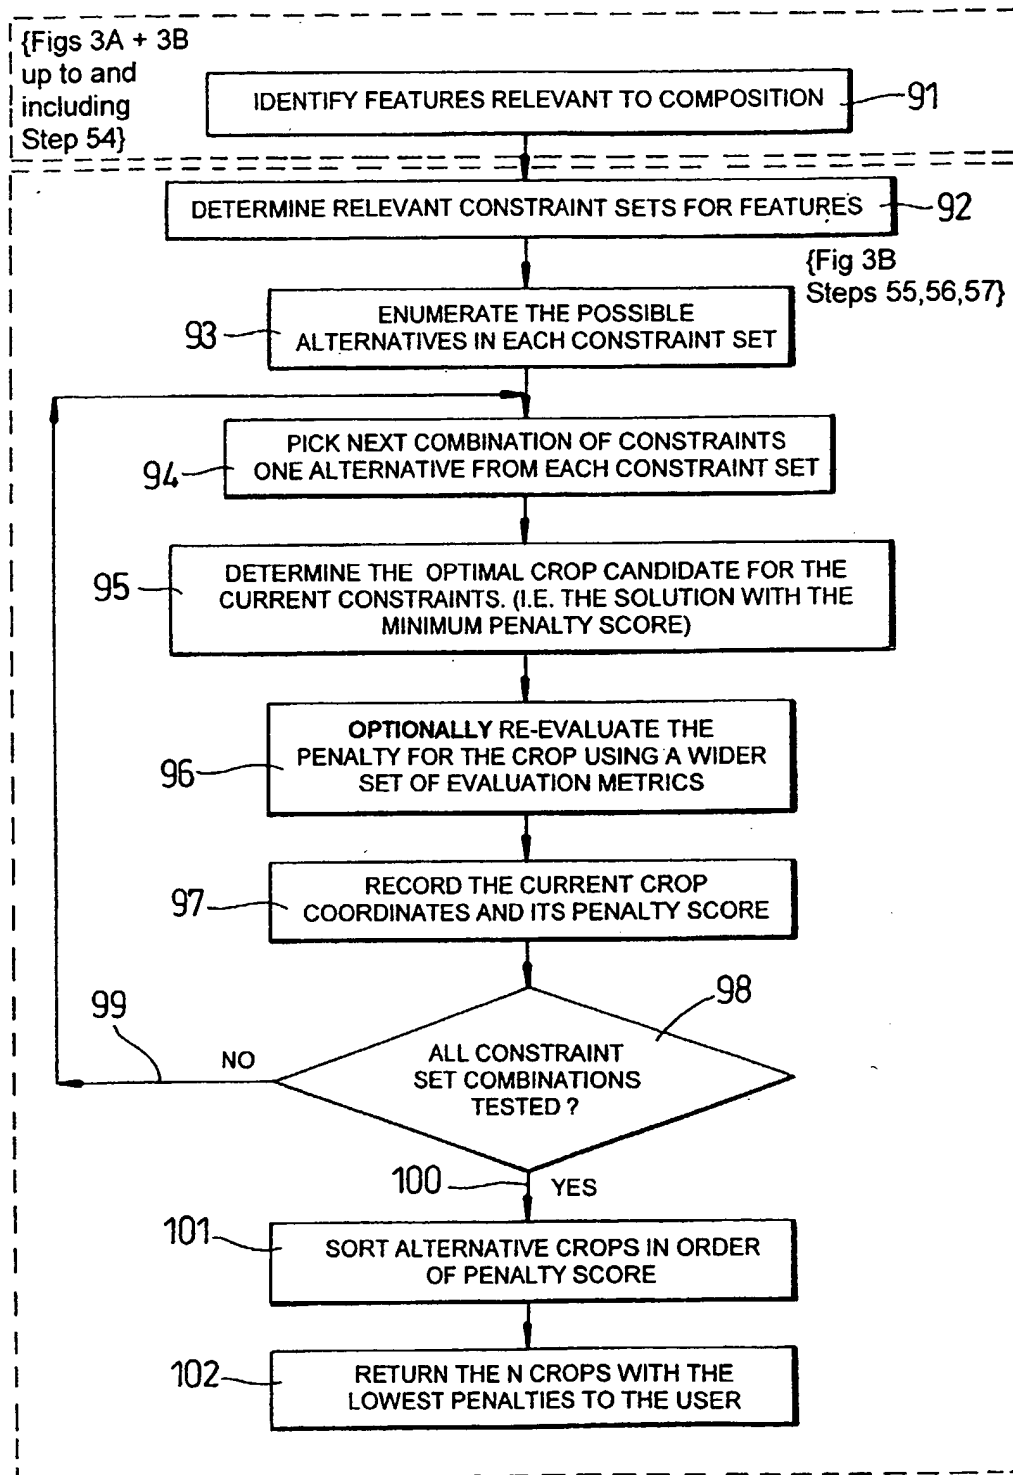 {Figs 3A + 3B
up to and
including
Step 54}
IDENTIFY FEATURES RELEVANT TO COMPOSITION
91
DETERMINE RELEVANT CONSTRAINT SETS FOR FEATURES
92
{Fig 3B
Steps 55,56,57}
93
ENUMERATE THE POSSIBLE
ALTERNATIVES IN EACH CONSTRAINT SET
94
PICK NEXT COMBINATION OF CONSTRAINTS
ONE ALTERNATIVE FROM EACH CONSTRAINT SET
95
DETERMINE THE OPTIMAL CROP CANDIDATE FOR THE
CURRENT CONSTRAINTS. (I.E. THE SOLUTION WITH THE
MINIMUM PENALTY SCORE)
96
OPTIONALLY RE-EVALUATE THE
PENALTY FOR THE CROP USING A WIDER
SET OF EVALUATION METRICS
97
RECORD THE CURRENT CROP
COORDINATES AND ITS PENALTY SCORE
98
99
NO
ALL CONSTRAINT
SET COMBINATIONS
TESTED ?
100
YES
101
SORT ALTERNATIVE CROPS IN ORDER
OF PENALTY SCORE
102
RETURN THE N CROPS WITH THE
LOWEST PENALTIES TO THE USER